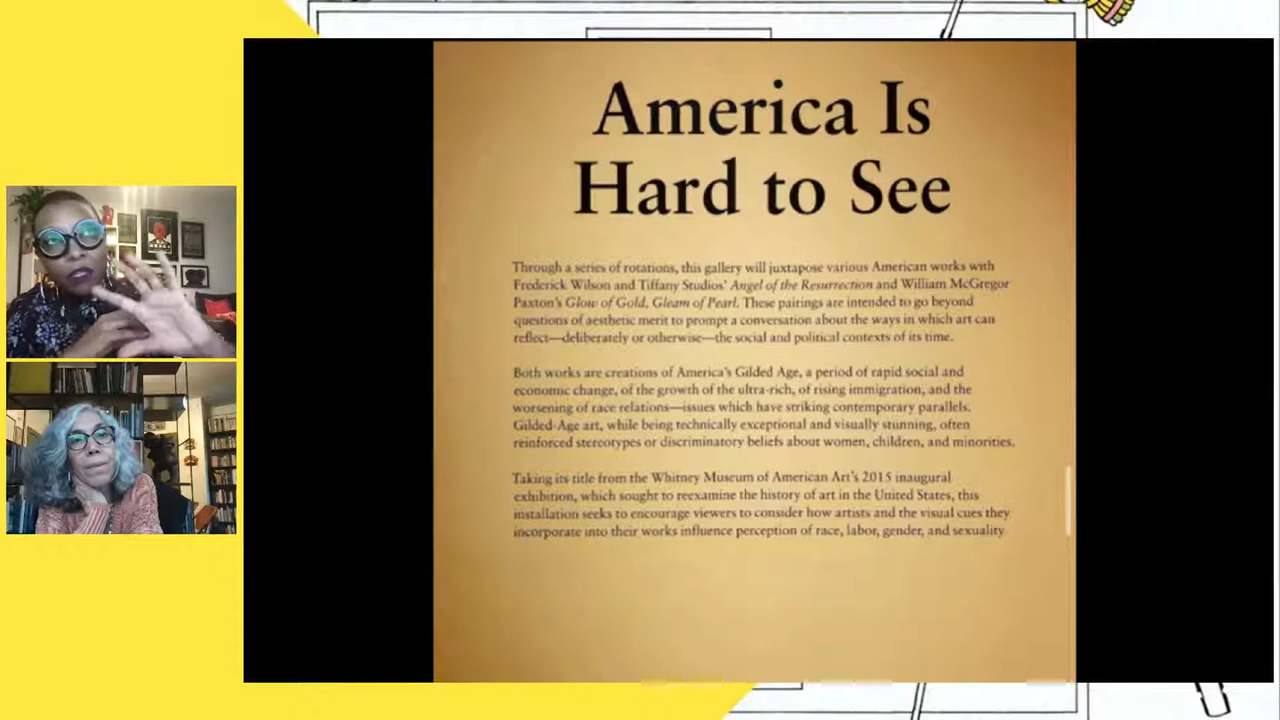 America Is
Hard to See
Through a series of rotations, this gallery will juxtapose various American works with
Frederick Wilson and Tiffany Studios' Angel of the Resurrection and William McGregor
Paxton's Glow of Gold, Gleam of Pearl. These pairings are intended to go beyond
questions of aesthetic merit to prompt a conversation about the ways in which art can
reflect—deliberately or otherwise—the social and political contexts of its time.
Both works are creations of America's Gilded Age, a period of rapid social and
economic change, of the growth of the ultra-rich, of rising immigration, and the
worsening of race relations—issues which have striking contemporary parallels.
Gilded-Age art, while being technically exceptional and visually stunning, often
reinforced stereotypes or discriminatory beliefs about women, children, and minorities.
Taking its title from the Whitney Museum of American Art's 2015 inaugural
exhibition, which sought to reexamine the history of art in the United States, this
installation seeks to encourage viewers to consider how artists and the visual cues they
incorporate into their works influence perception of race, labor, gender, and sexuality